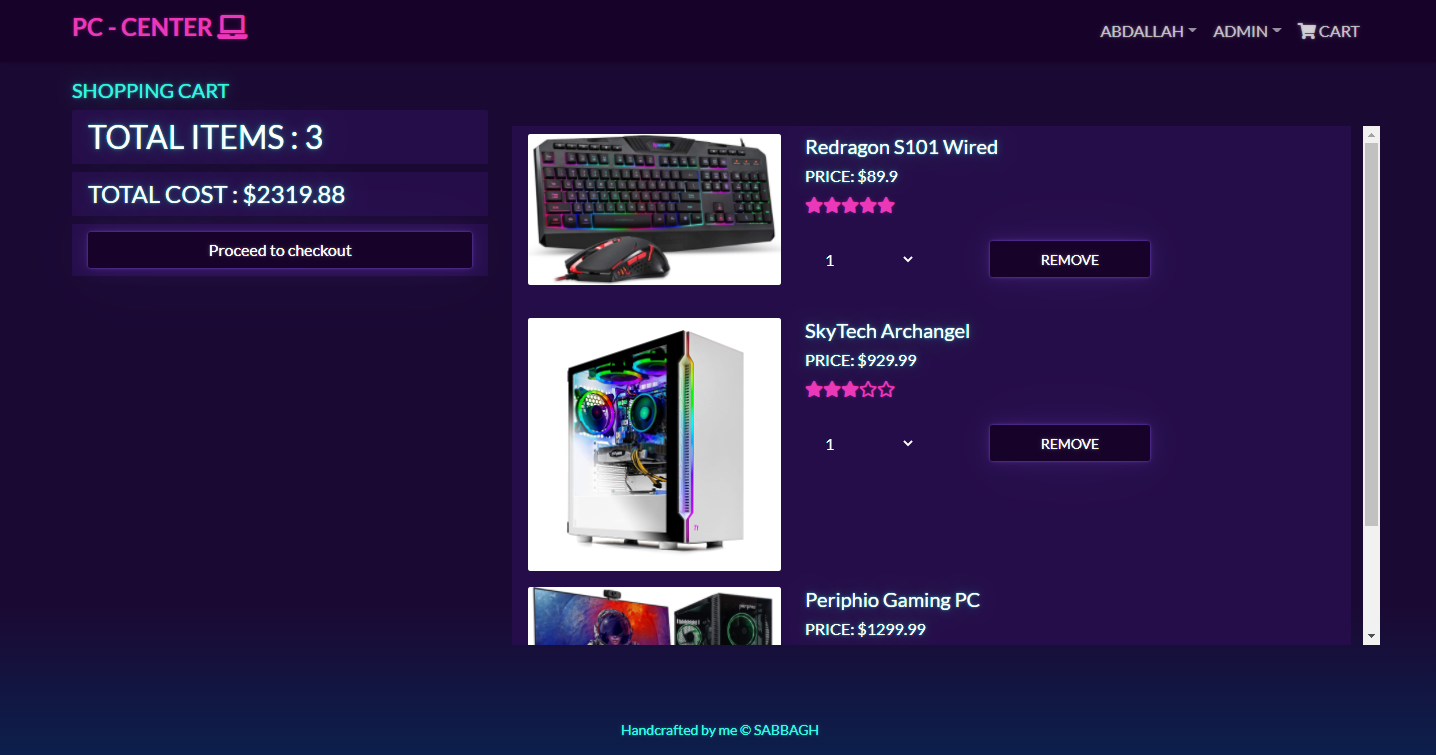 PC - CENTER
ABDALLAH
ADMIN
CART
SHOPPING CART
TOTAL ITEMS : 3
TOTAL COST : $2319.88
Proceed to checkout
Redragon S101 Wired
PRICE: $89.9
1
REMOVE
SkyTech Archangel
PRICE: $929.99
1
REMOVE
Periphio Gaming PC
PRICE: $1299.99
Handcrafted by me © SABBAGH